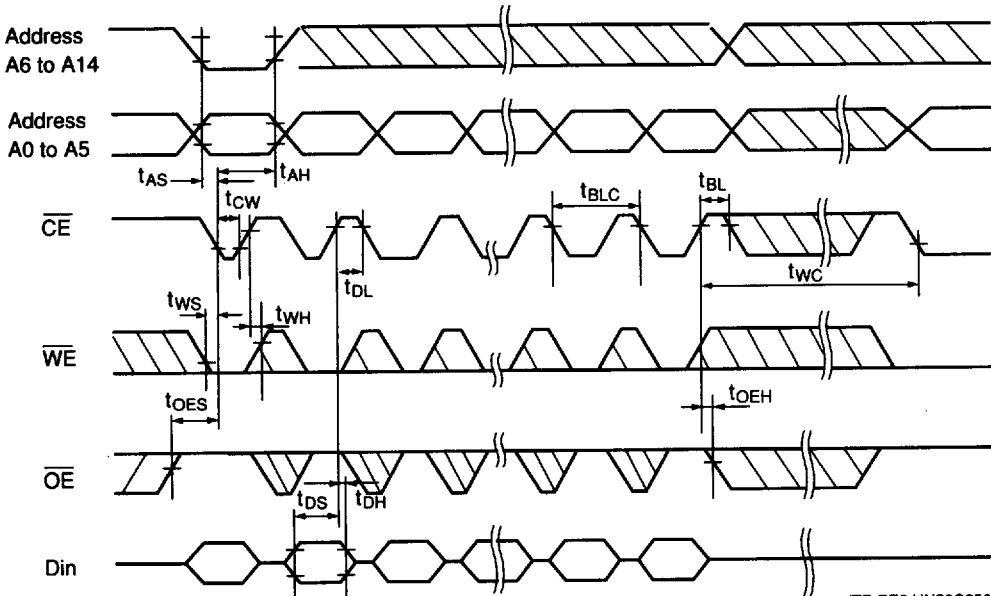 Address
A6 to A14
Address
A0 to A5
tAS
tAH
tCW
tBLC
tBL
CE
tDL
tWC
tWS
tWH
WE
tOES
tOEH
OE
tDS
tDH
Din